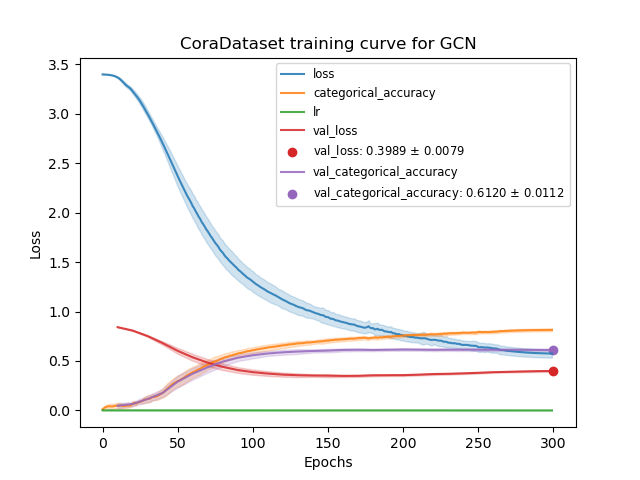 CoraDataset training curve for GCN
3.5
3.0
2.5
2.0
1.5
1.0
0.5
0.0
Loss
loss
categorical_accuracy
lr
val_loss
val_loss: 0.3989 ± 0.0079
val_categorical_accuracy
val_categorical_accuracy: 0.6120 ± 0.0112
0 50 100 150 200 250 300
Epochs